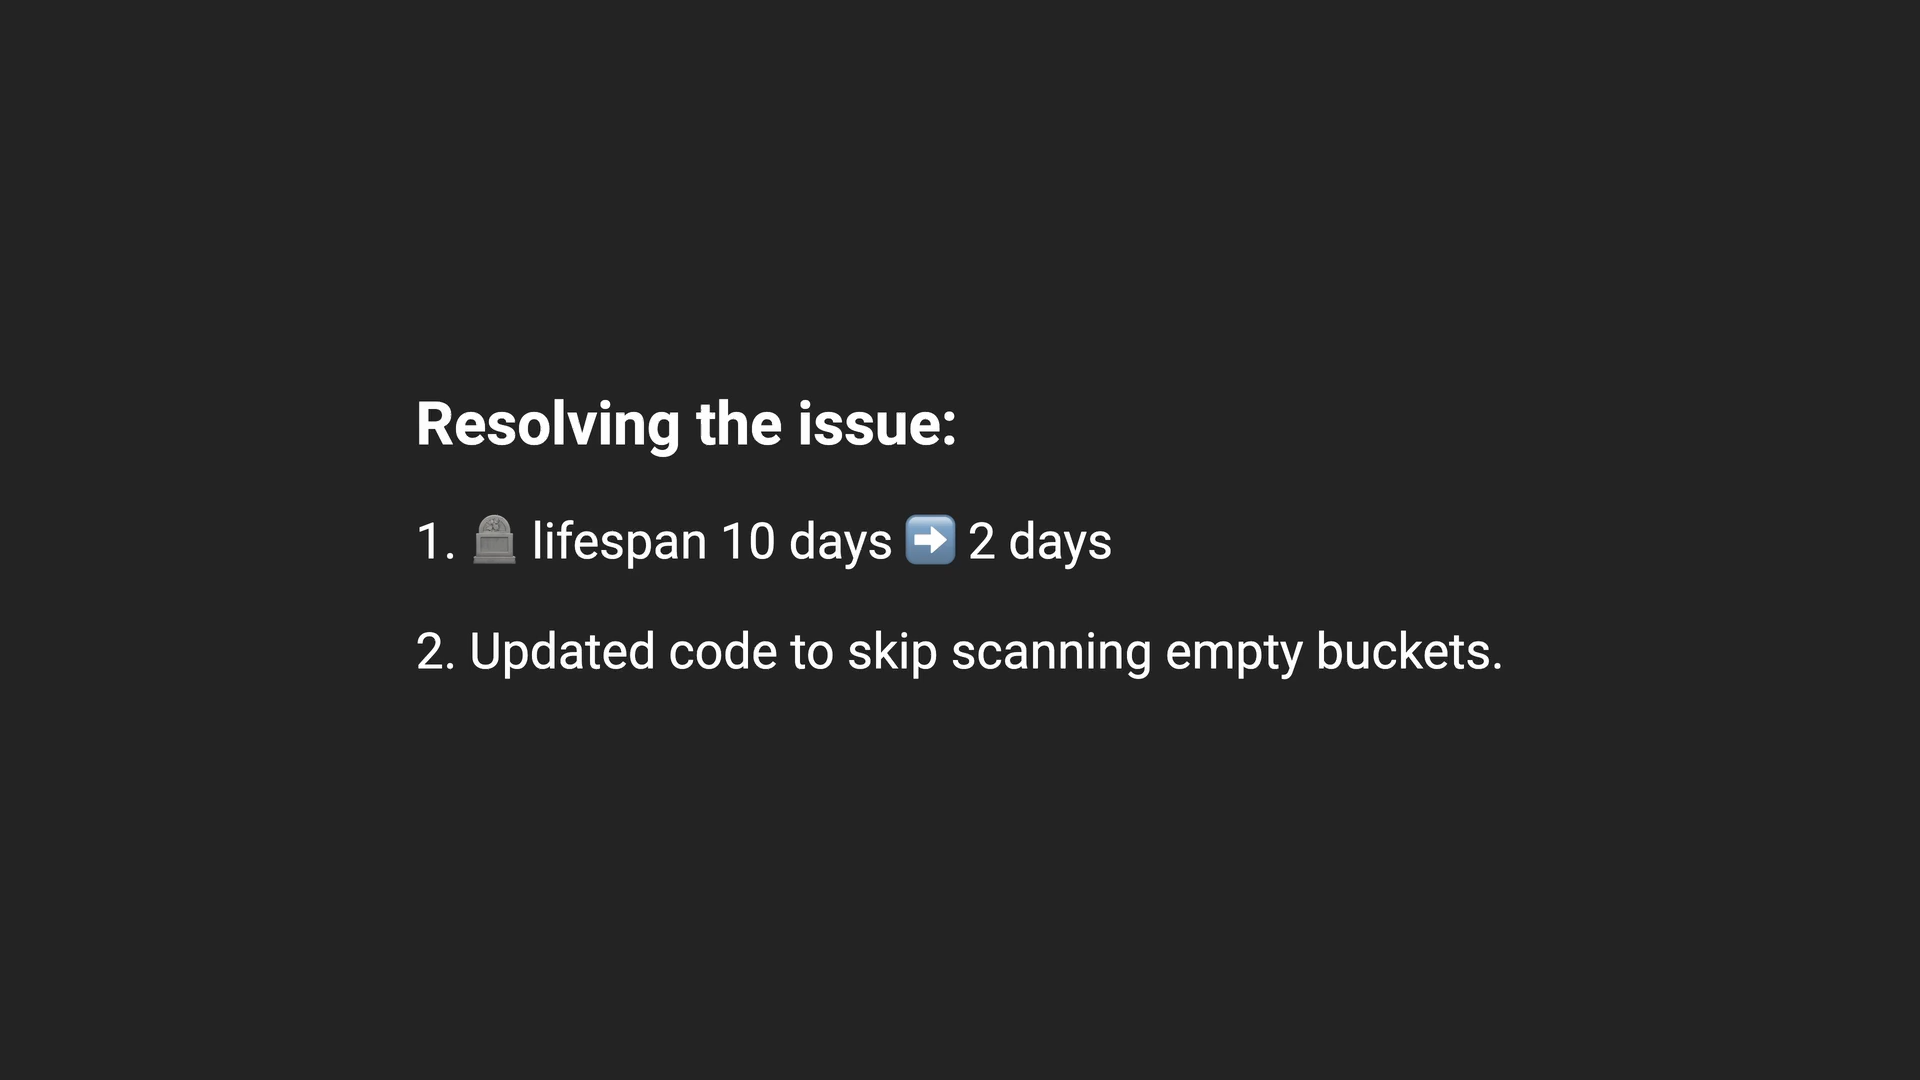 Resolving the issue:
1. 🪦 lifespan 10 days ➡️ 2 days
2. Updated code to skip scanning empty buckets.